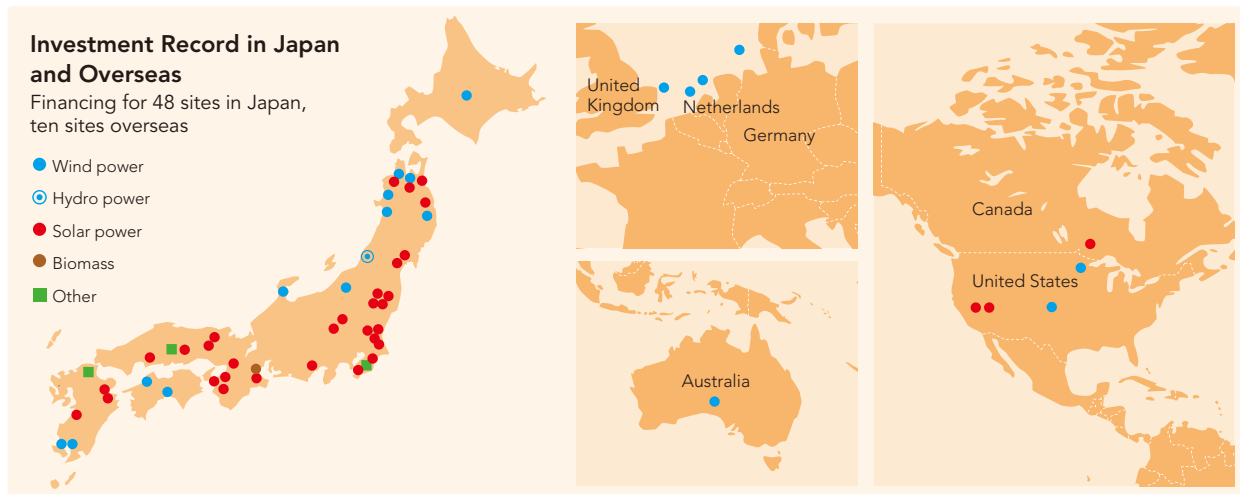 Investment Record in Japan
and Overseas
Financing for 48 sites in Japan,
ten sites overseas
Wind power
Hydro power
Solar power
Biomass
Other
United
Kingdom
Netherlands
Germany
Australia
Canada
United States